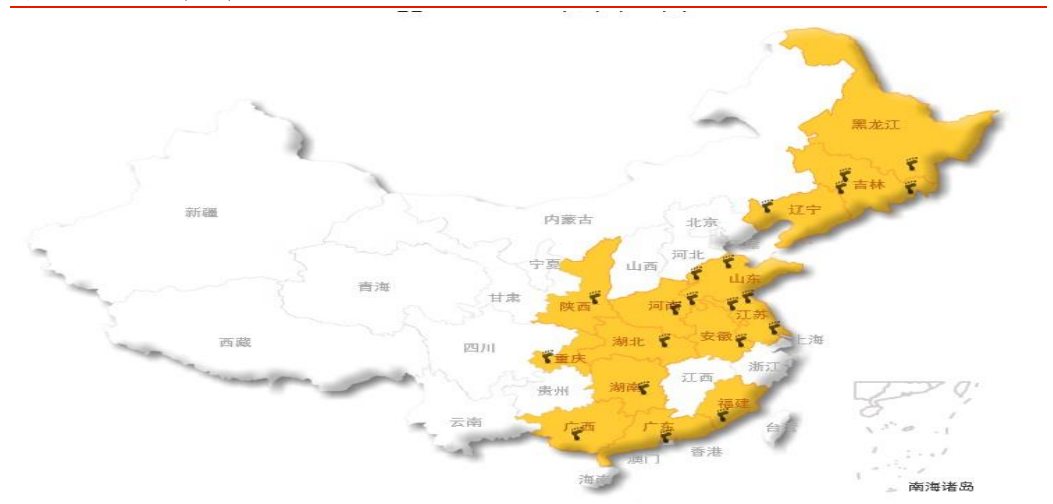 黑龙江
吉林
辽宁
新疆
内蒙古
北京
宁夏
山西
河北
山东
青海
甘肃
陕西
河南
江苏
西藏
四川
重庆
湖北
安徽
上海
浙江
贵州
湖南
江西
福建
云南
广西
广东
香港
澳门
海南
南海诸岛